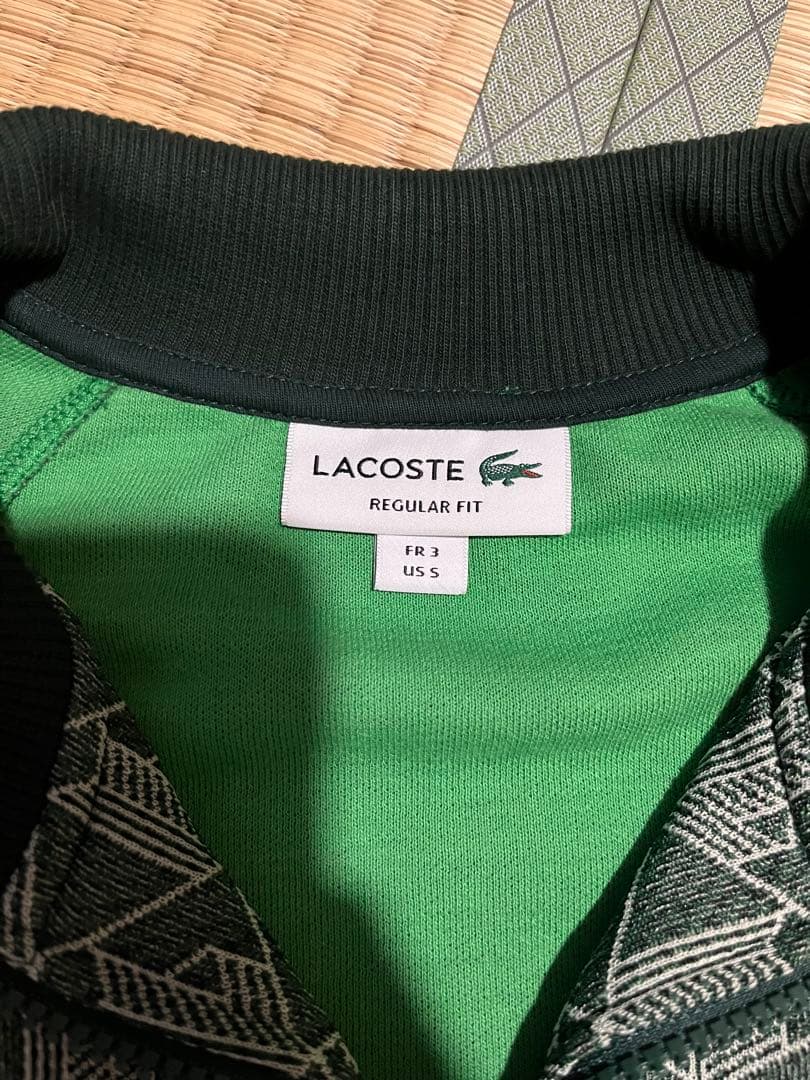 LACOSTE
REGULAR FIT
FR 3
US S